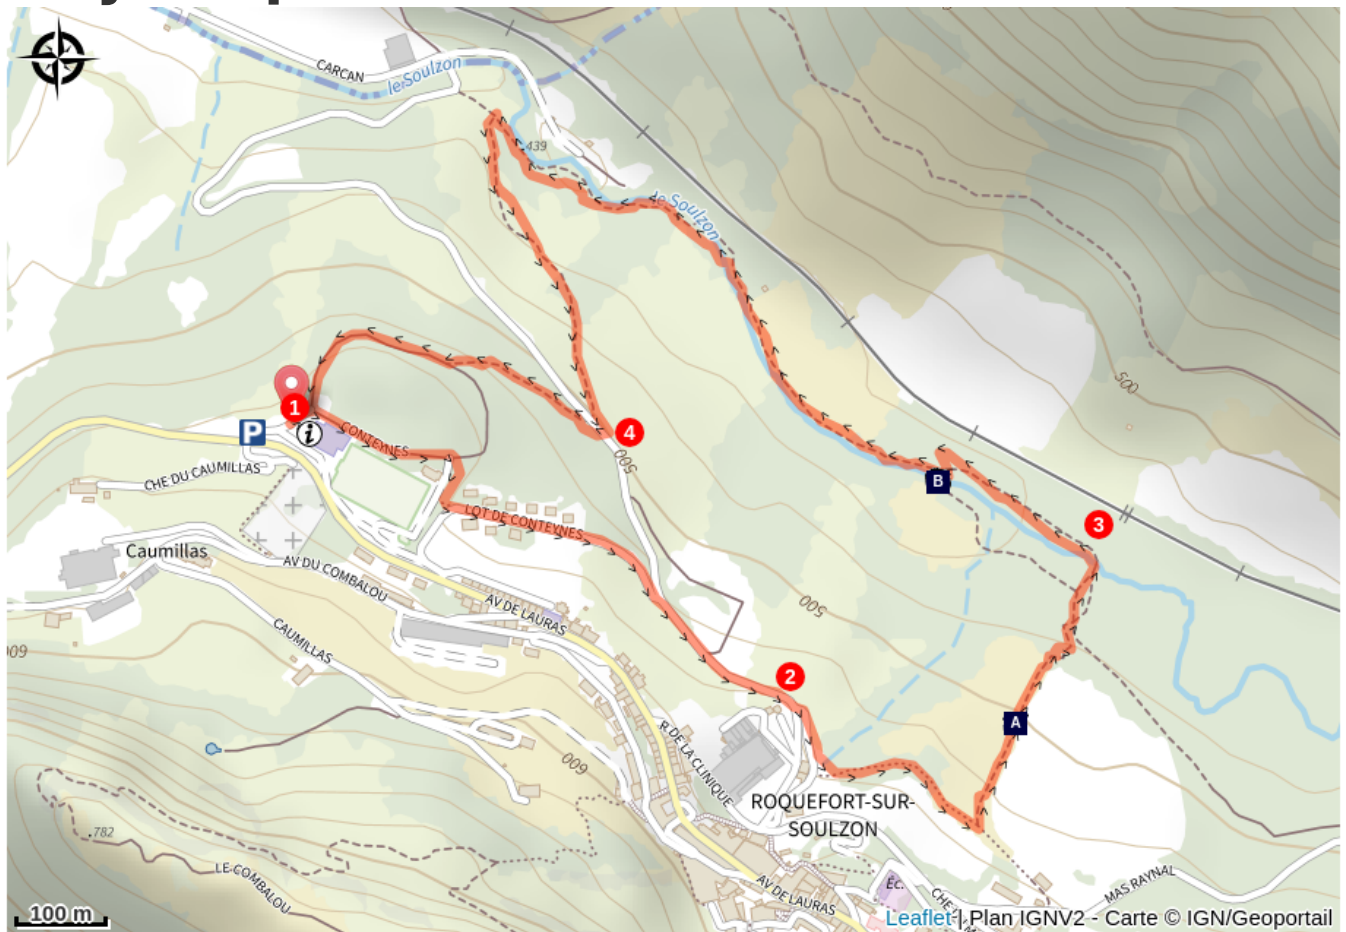 CARCAN
le Soulzon
439
le Soulzon
500
1
P
i
CONTEYNES
4
500
B
3
CHE DU CAUMILLAS
LOT DE CONTEYNES
Caumillas
AV DU COMBALOU
AV DE LAURAS
500
CAUMILLAS
600
2
A
R. DE LA CLINIQUE
600
ROQUEFORT-SUR-
SOULZON
782
LE COMBALOU
AV DE LAURAS
Éc.
MAS RAYNAL
100 m
Leaflet | Plan IGNV2 - Carte © IGN/Geoportail